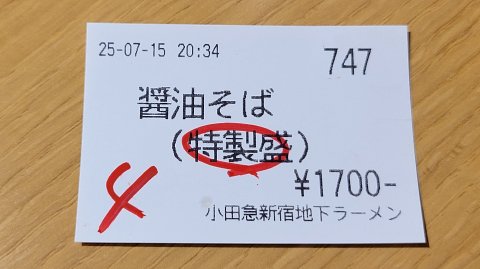 25-07-15 20:34 747
醤油そば
(特製盛)
4
¥1700-
小田急新宿地下ラーメン